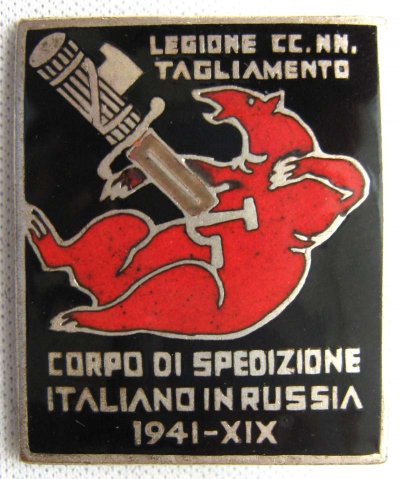 LEGIONE CC. NN.
TAGLIAMENTO
CORPO DI SPEDIZIONE
ITALIANO IN RUSSIA
1941-XIX